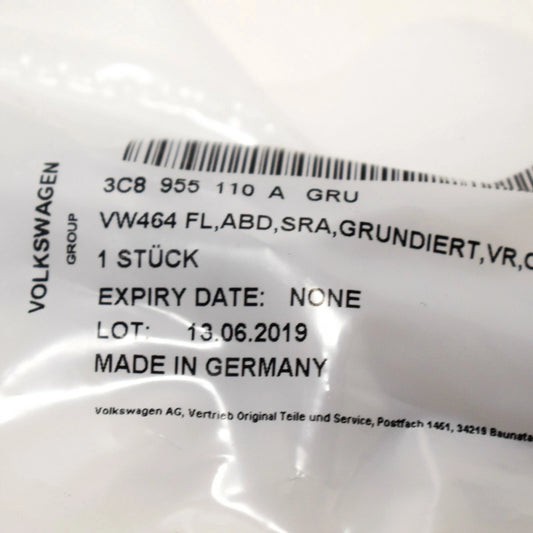 VOLKSWAGEN
GROUP
3C8 955 110 A GRU
VW464 FL,ABD,SRA,GRUNDIERT,VR,
1 STÜCK
EXPIRY DATE: NONE
LOT: 13.06.2019
MADE IN GERMANY
Volkswagen AG, Vertrieb Original Teile und Service, Postfach 1451, 34219